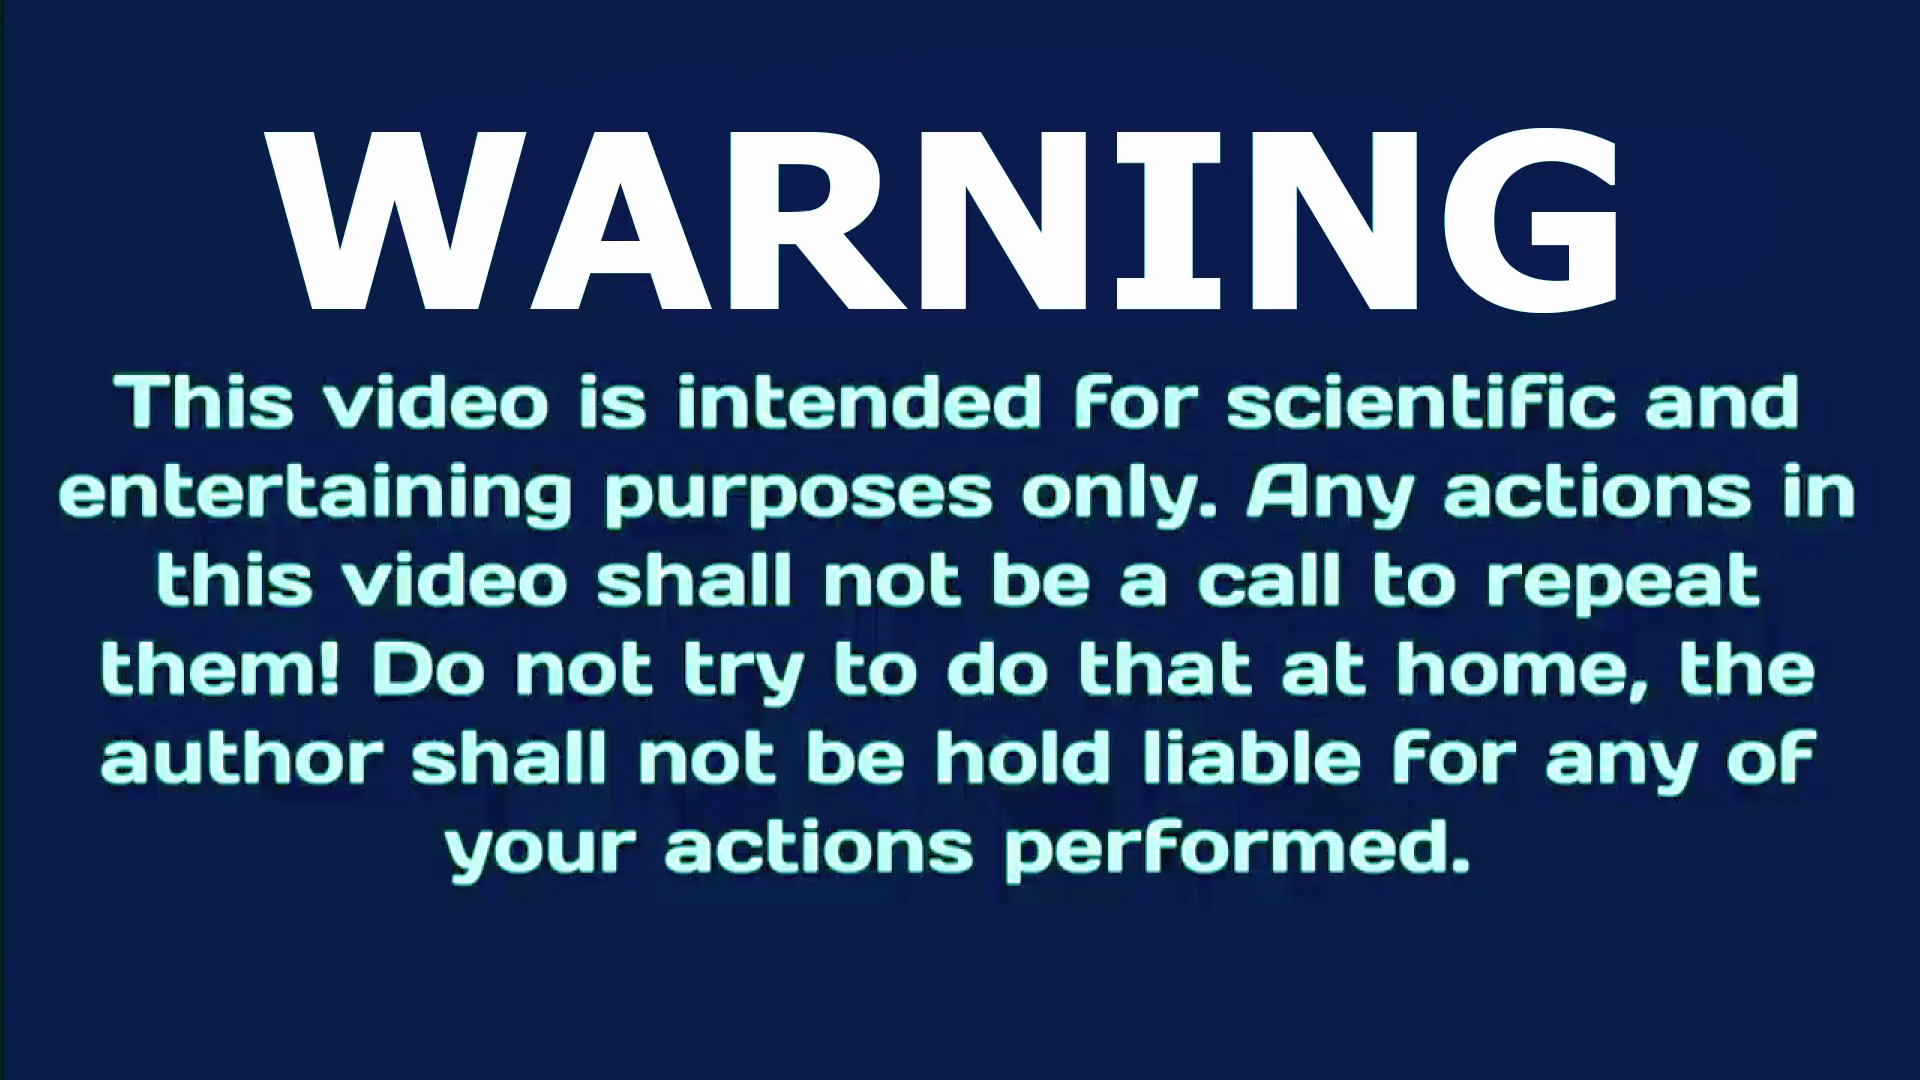 WARNING
This video is intended for scientific and
entertaining purposes only. Any actions in
this video shall not be a call to repeat
them! Do not try to do that at home, the
author shall not be hold liable for any of
your actions performed.